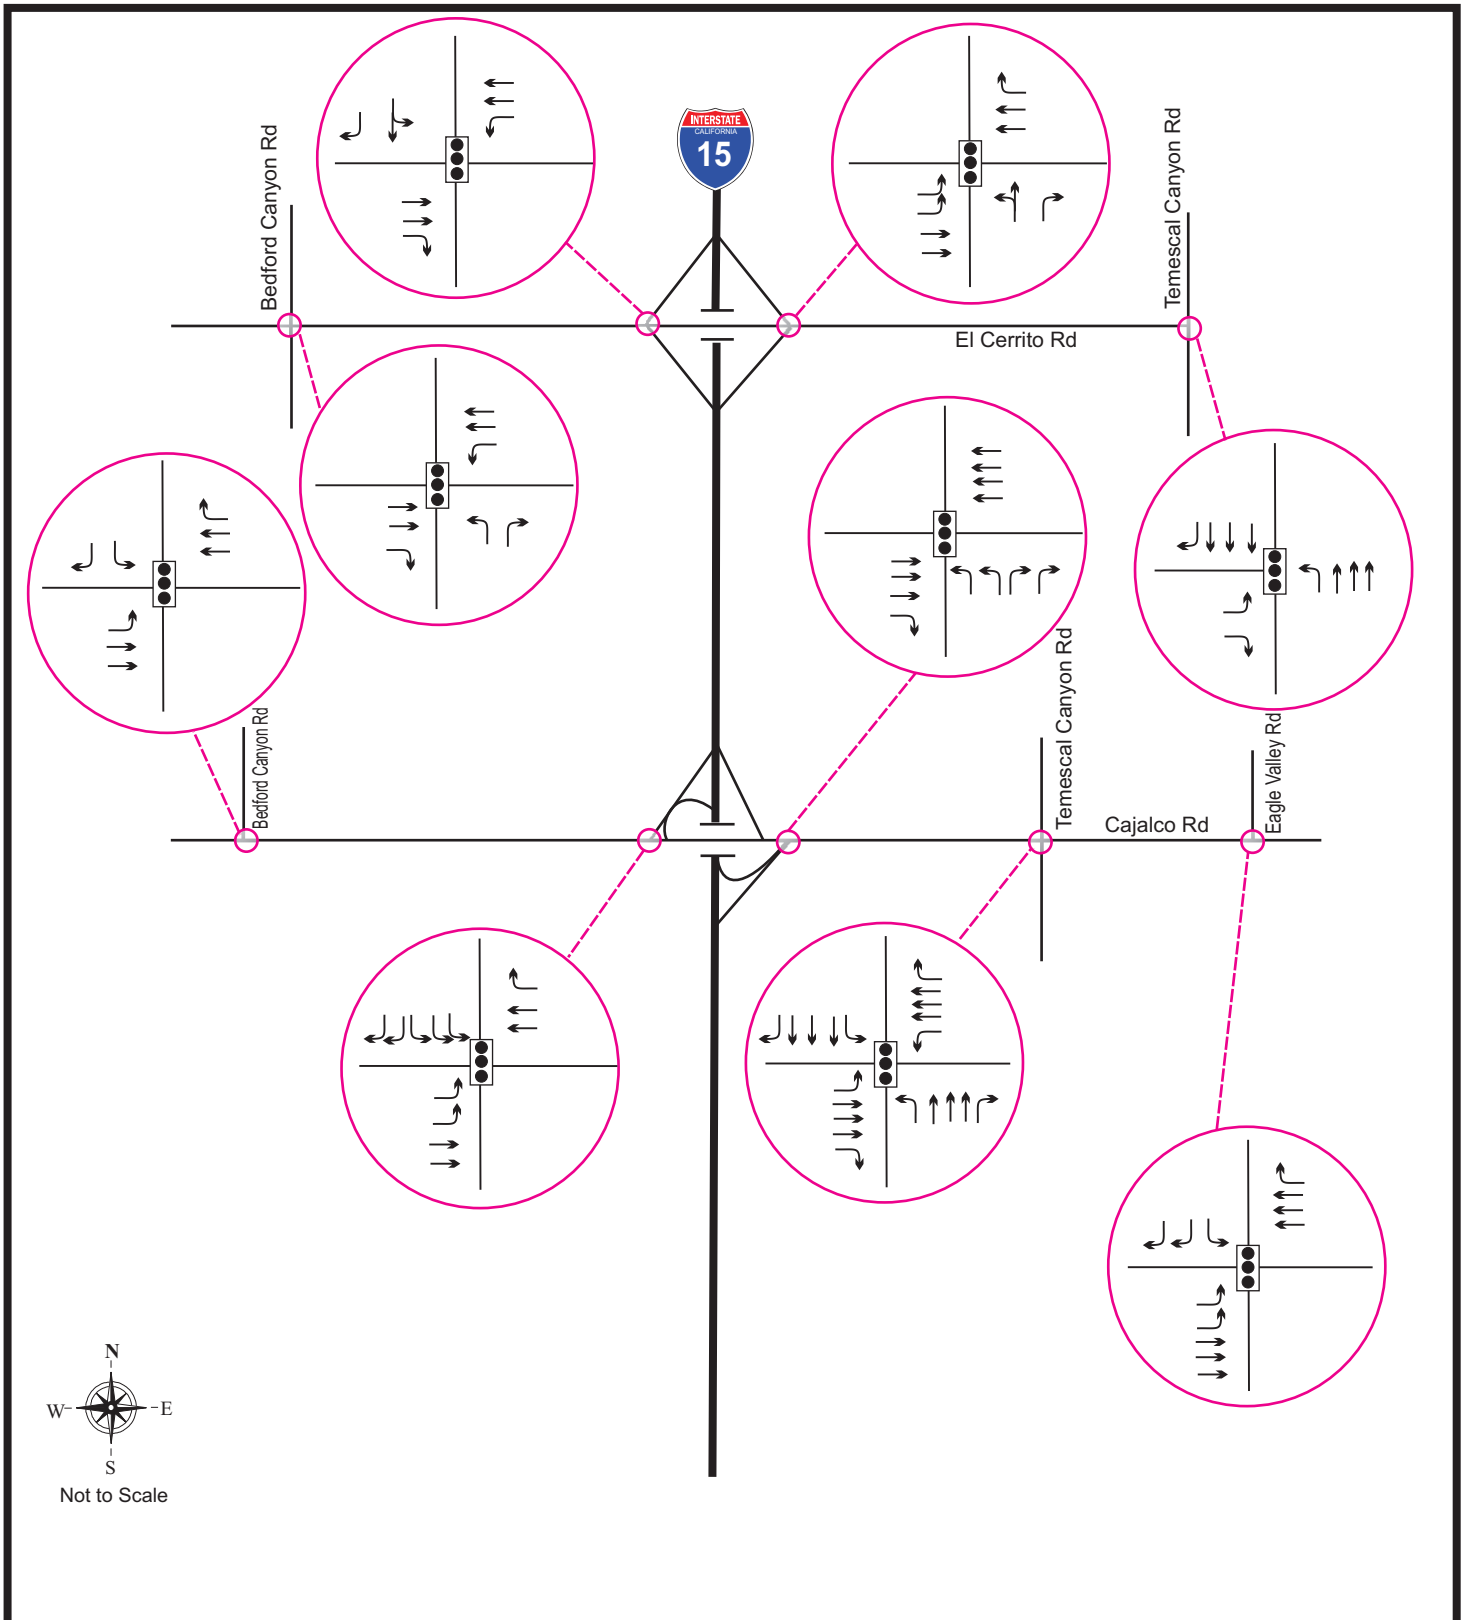 INTERSTATE
CALIFORNIA
15
Bedford Canyon Rd
Temescal Canyon Rd
El Cerrito Rd
Bedford Canyon Rd
Temescal Canyon Rd
Cajalco Rd
Eagle Valley Rd
N
W
E
S
Not to Scale